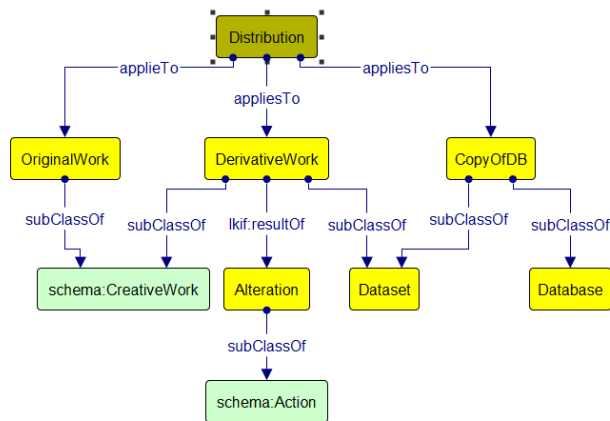 Distribution
applieTo
appliesTo
appliesTo
OriginalWork
DerivativeWork
CopyOfDB
subClassOf
subClassOf
lkif:resultOf
subClassOf
subClassOf
subClassOf
schema:CreativeWork
Alteration
Dataset
Database
subClassOf
schema:Action